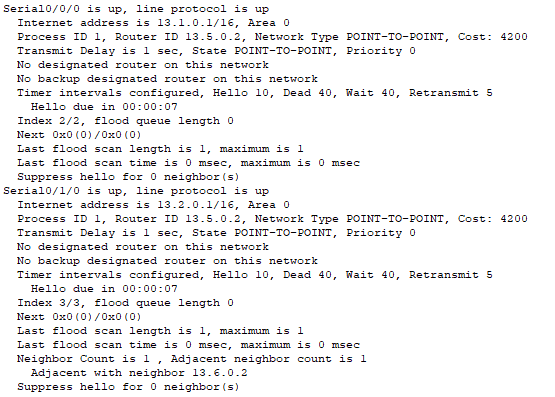 Serial0/0/0 is up, line protocol is up
Internet address is 13.1.0.1/16, Area 0
Process ID 1, Router ID 13.5.0.2, Network Type POINT-TO-POINT, Cost: 4200
Transmit Delay is 1 sec, State POINT-TO-POINT, Priority 0
No designated router on this network
No backup designated router on this network
Timer intervals configured, Hello 10, Dead 40, Wait 40, Retransmit 5
Hello due in 00:00:07
Index 2/2, flood queue length 0
Next 0x0(0)/0x0(0)
Last flood scan length is 1, maximum is 1
Last flood scan time is 0 msec, maximum is 0 msec
Suppress hello for 0 neighbor(s)
Serial0/1/0 is up, line protocol is up
Internet address is 13.2.0.1/16, Area 0
Process ID 1, Router ID 13.5.0.2, Network Type POINT-TO-POINT, Cost: 4200
Transmit Delay is 1 sec, State POINT-TO-POINT, Priority 0
No designated router on this network
No backup designated router on this network
Timer intervals configured, Hello 10, Dead 40, Wait 40, Retransmit 5
Hello due in 00:00:07
Index 3/3, flood queue length 0
Next 0x0(0)/0x0(0)
Last flood scan length is 1, maximum is 1
Last flood scan time is 0 msec, maximum is 0 msec
Neighbor Count is 1 , Adjacent neighbor count is 1
Adjacent with neighbor 13.6.0.2
Suppress hello for 0 neighbor(s)